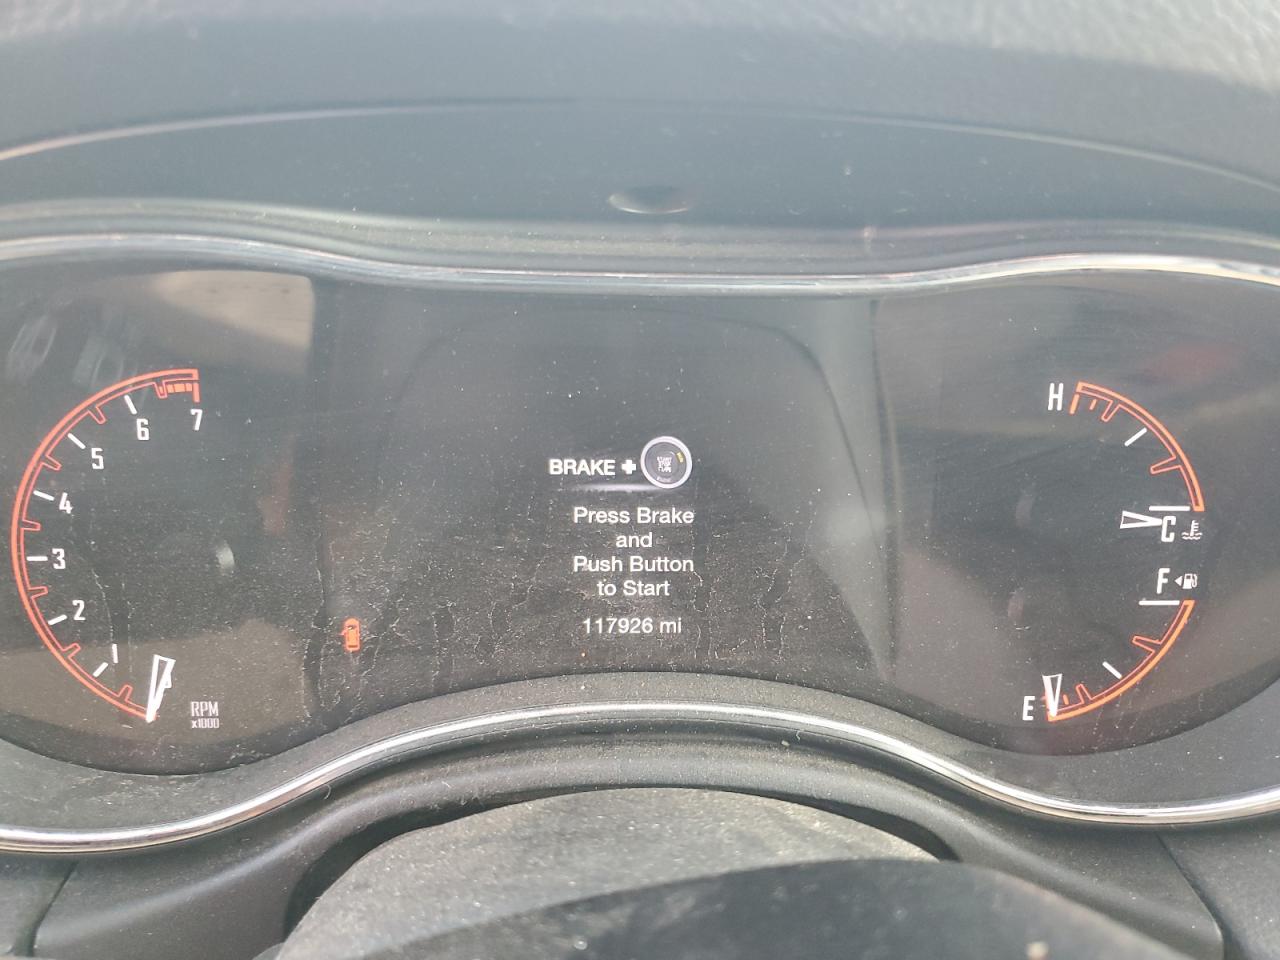 7
6
5
4
3
2
1
RPM
x1000
BRAKE +
Press Brake
and
Push Button
to Start
117926 mi
H
C
F
E